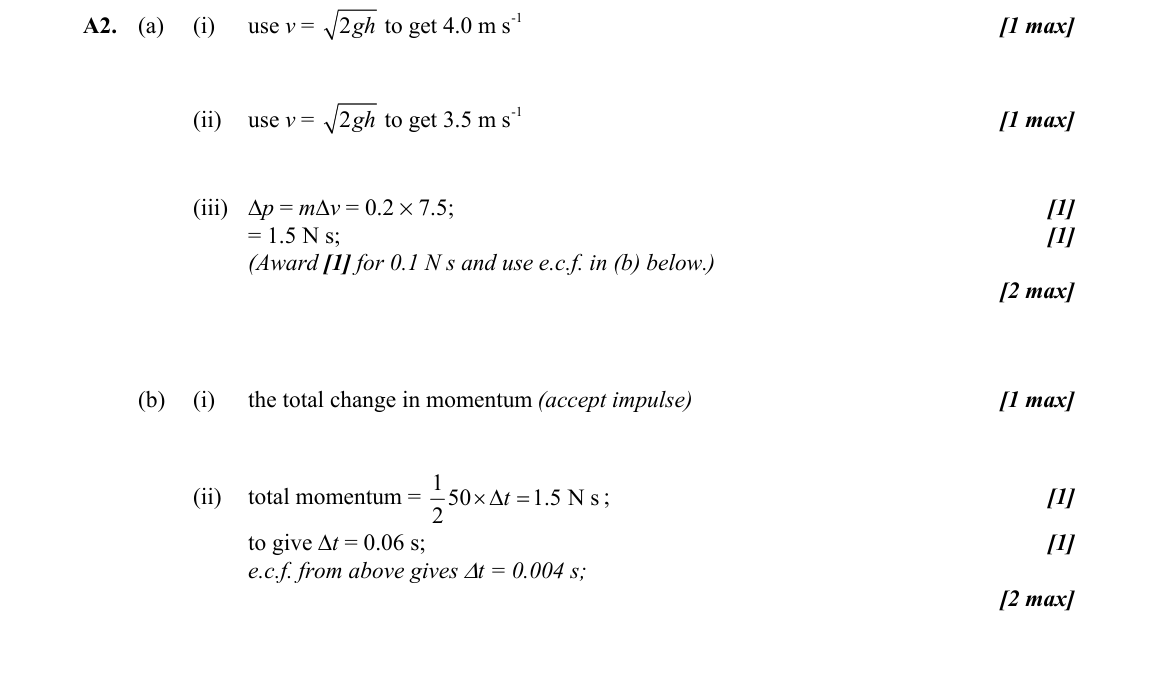 A2. (a) (i) use v = √2gh to get 4.0 m s⁻¹ [1 max]
(ii) use v = √2gh to get 3.5 m s⁻¹ [1 max]
(iii) Δp = mΔv = 0.2 × 7.5; [1]
= 1.5 N s; [1]
(Award [1] for 0.1 N s and use e.c.f. in (b) below.)
[2 max]
(b) (i) the total change in momentum (accept impulse) [1 max]
(ii) total momentum = 1/2 50 × Δt = 1.5 N s ; [1]
to give Δt = 0.06 s; [1]
e.c.f. from above gives Δt = 0.004 s;
[2 max]